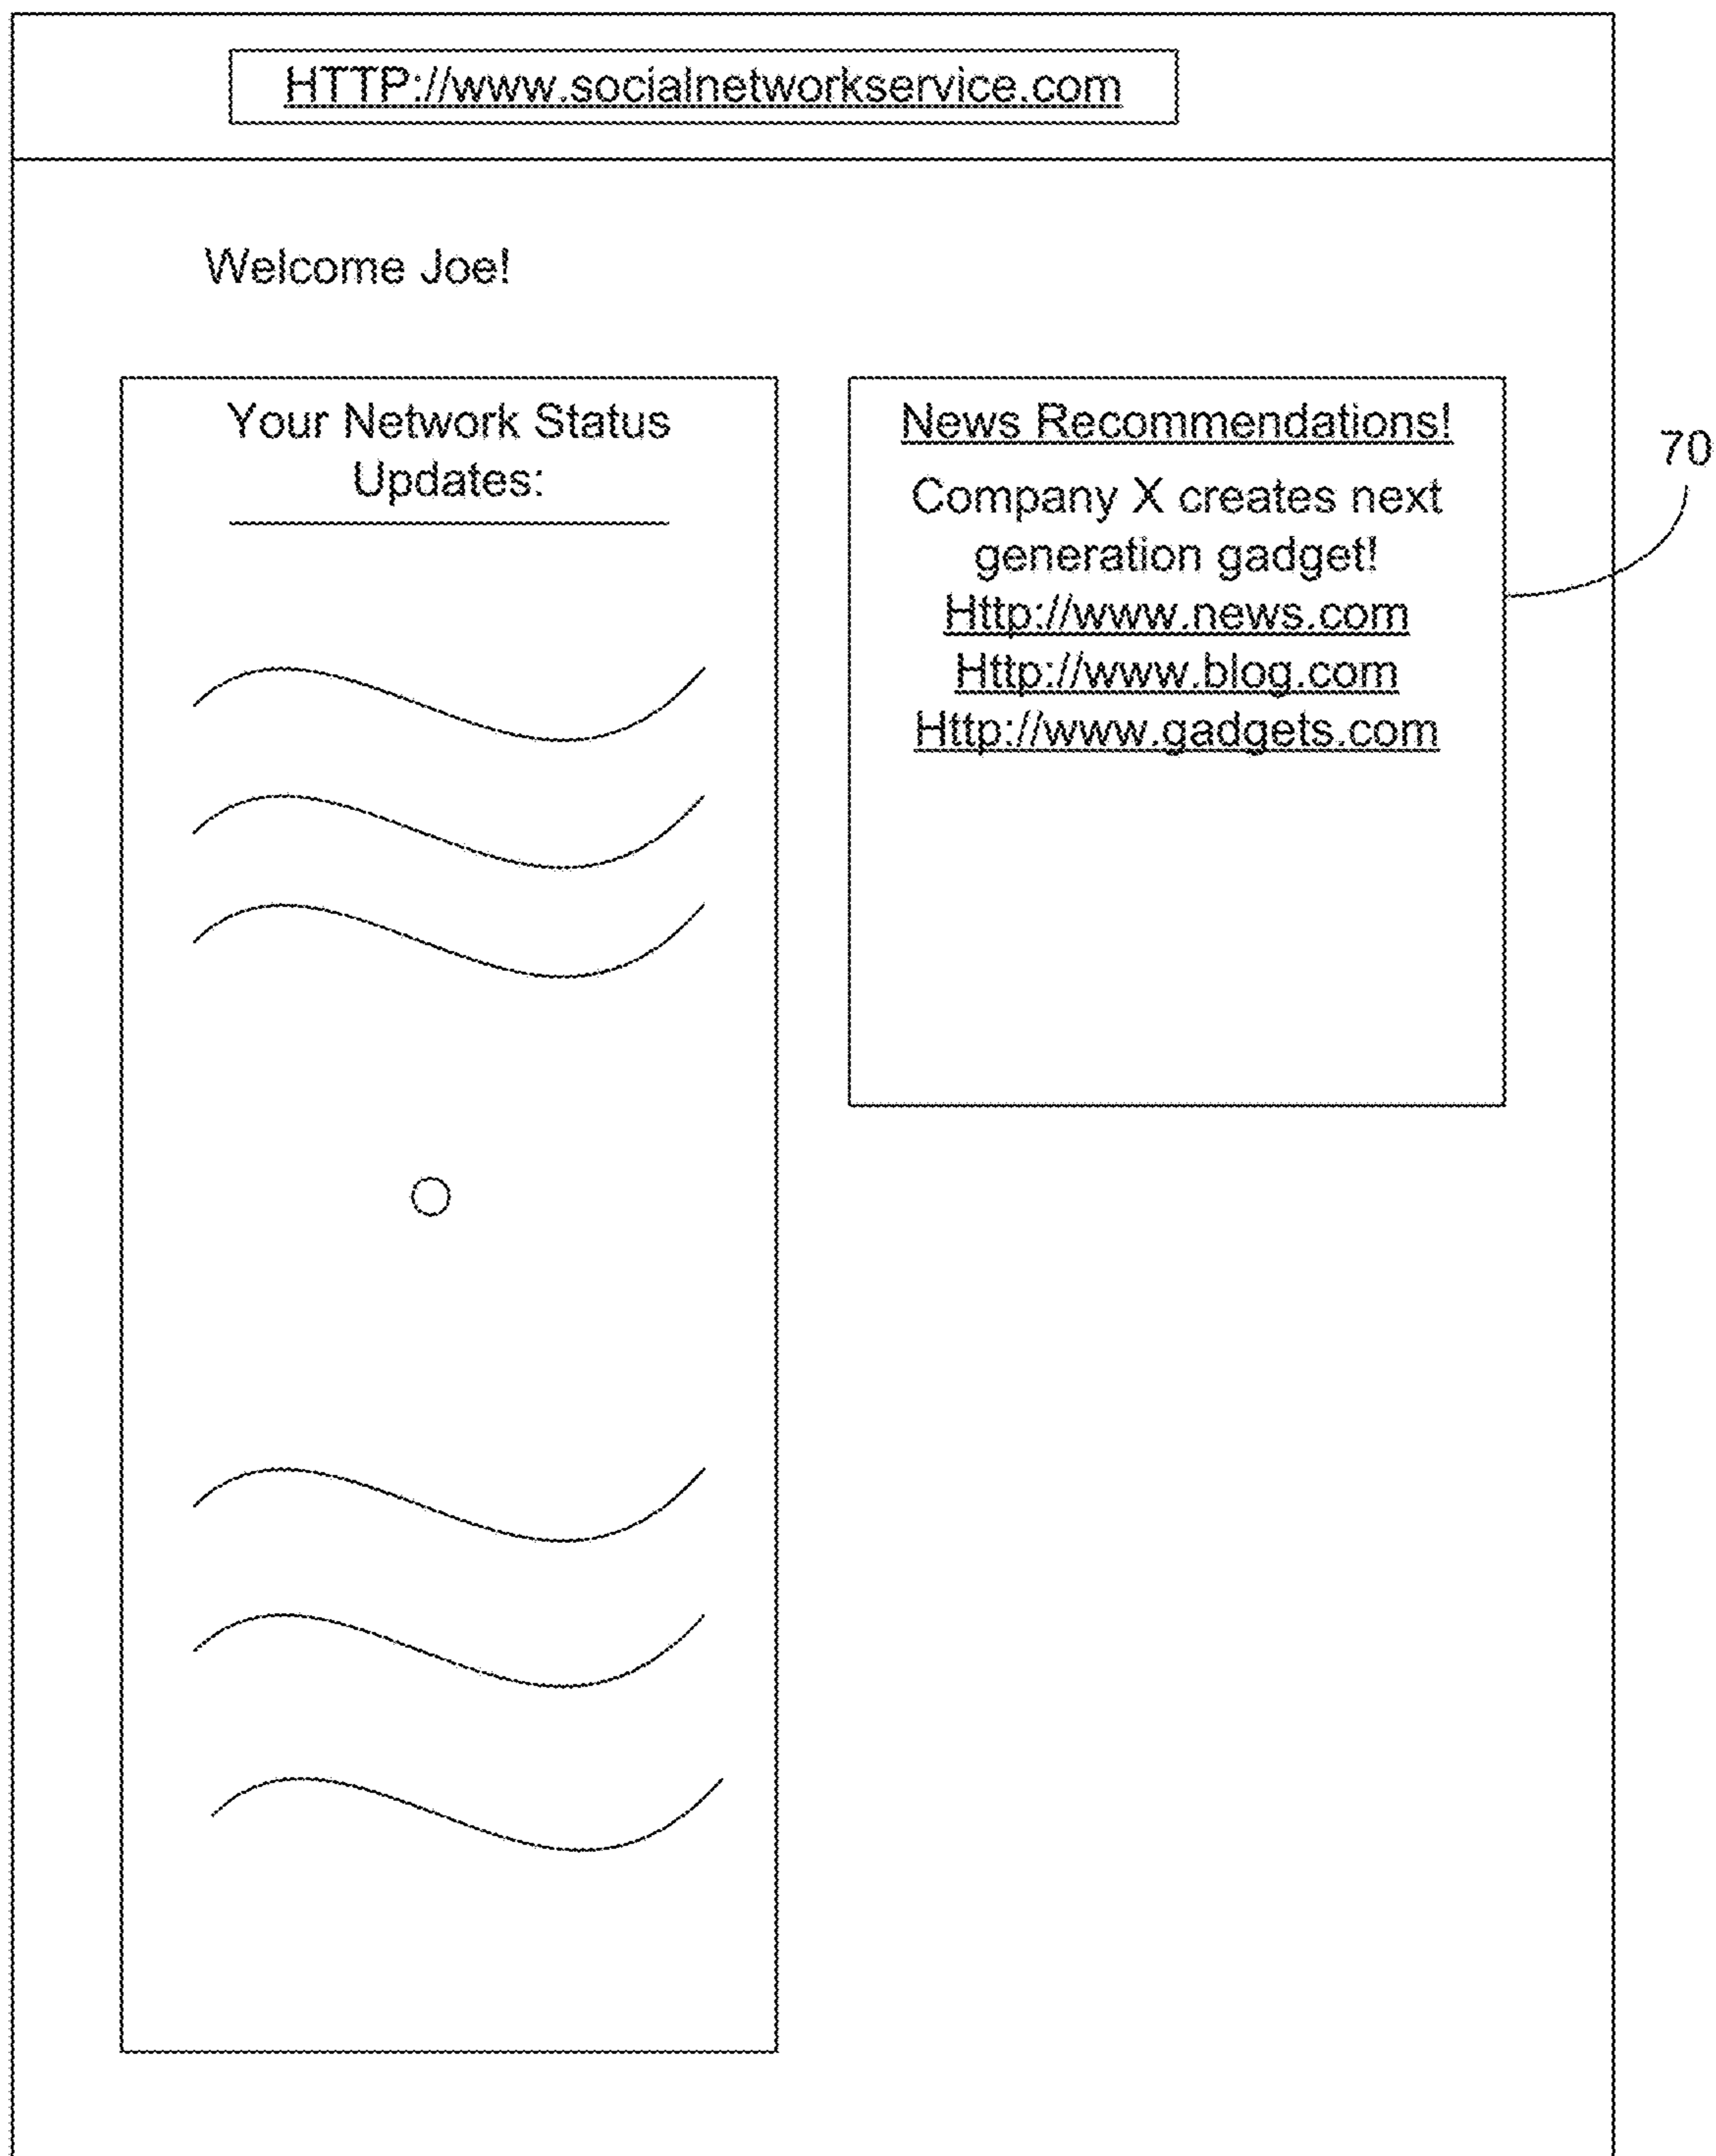 HTTP://www.socialnetworkservice.com
Welcome Joe!
Your Network Status
Updates:
News Recommendations!
Company X creates next
generation gadget!
Http://www.news.com
Http://www.blog.com
Http://www.gadgets.com
70